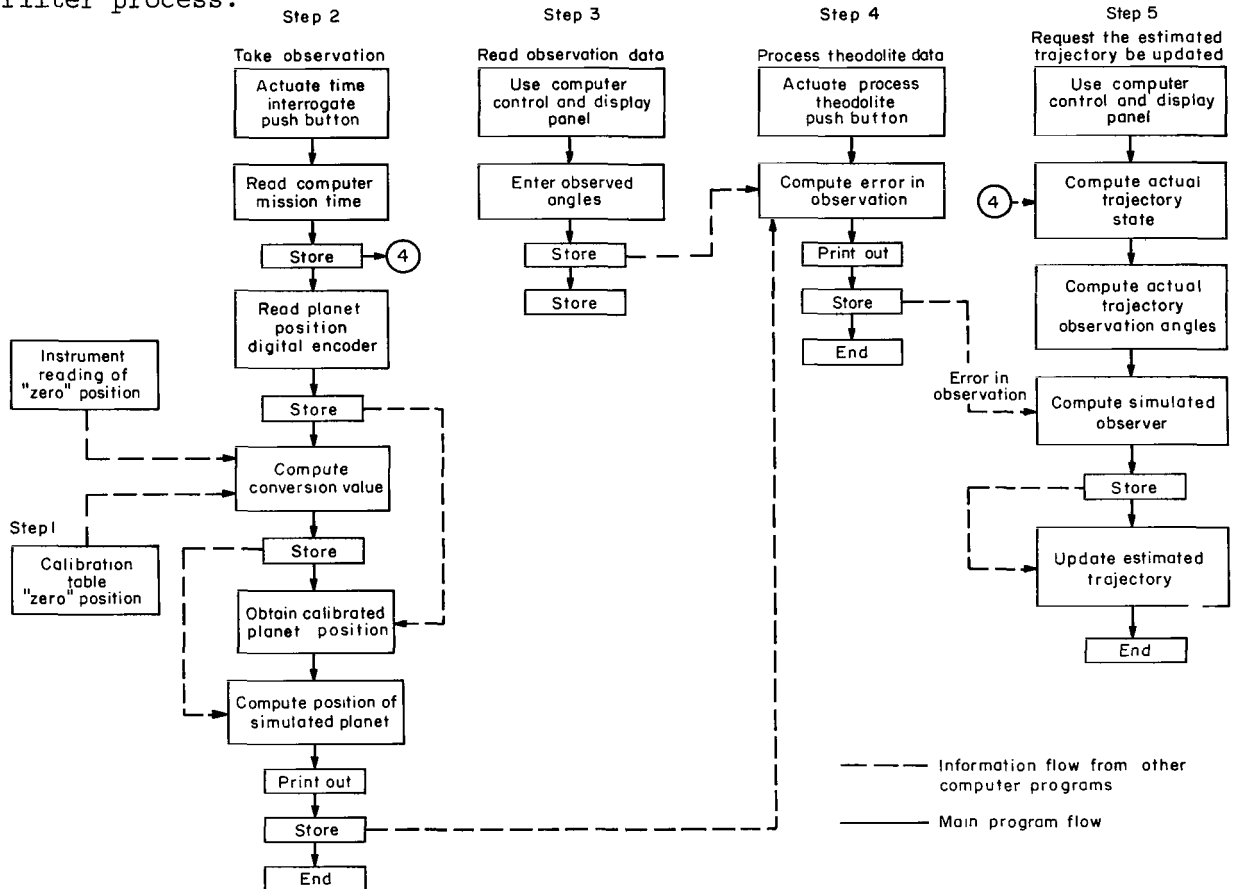 filter process.
Step 2
Take observation
Actuate time
interrogate
push button
Read computer
mission time
Store
4
Read planet
position
digital encoder
Instrument
reading of
"zero" position
Store
Compute
conversion value
Step 1
Calibration
table
"zero" position
Store
Obtain calibrated
planet position
Compute position of
simulated planet
Print out
Store
End
Step 3
Read observation data
Use computer
control and display
panel
Enter observed
angles
Store
Store
Step 4
Process theodolite data
Actuate process
theodolite
push button
Compute error in
observation
Print out
Store
End
Error in
observation
Step 5
Request the estimated
trajectory be updated
Use computer
control and display
panel
4
Compute actual
trajectory
state
Compute actual
trajectory
observation angles
Compute simulated
observer
Store
Update estimated
trajectory
End
Information flow from other
computer programs
Main program flow